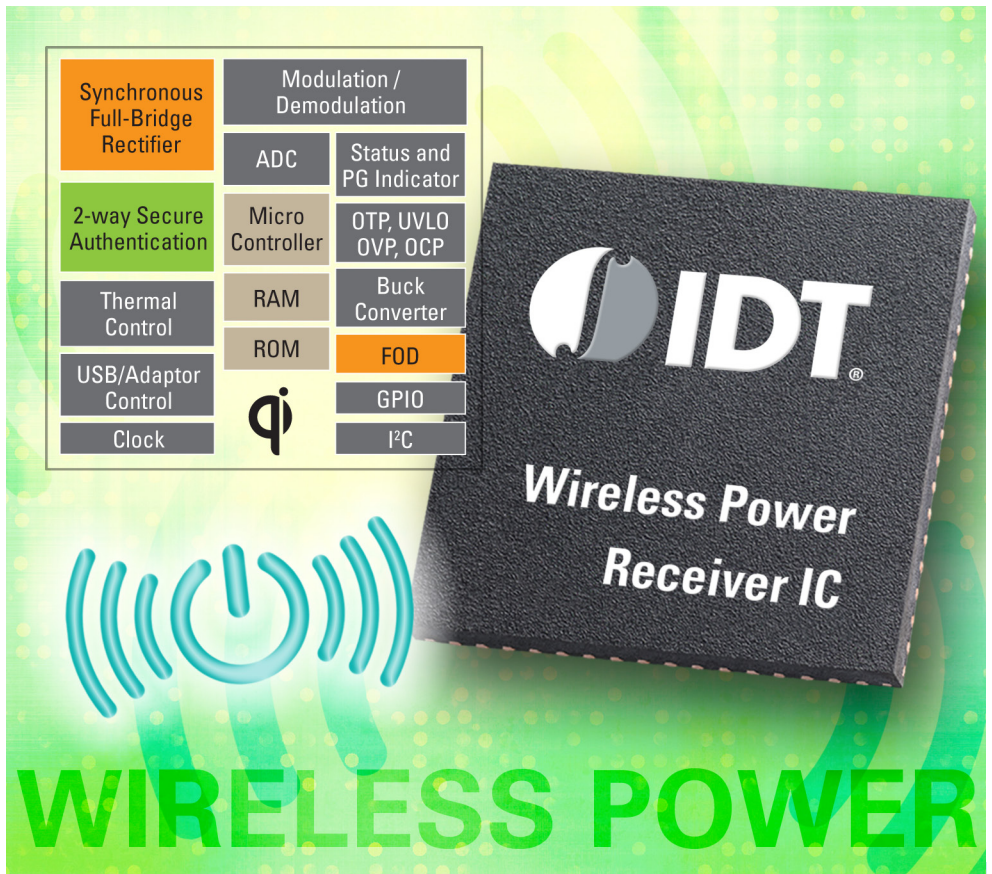 Synchronous
Full-Bridge
Rectifier
2-way Secure
Authentication
Thermal
Control
USB/Adaptor
Control
Clock
Modulation /
Demodulation
ADC
Micro
Controller
RAM
ROM
qi
Status and
PG Indicator
OTP, UVLO
OVP, OCP
Buck
Converter
FOD
GPIO
I²C
IDT®
Wireless Power
Receiver IC
WIRELESS POWER